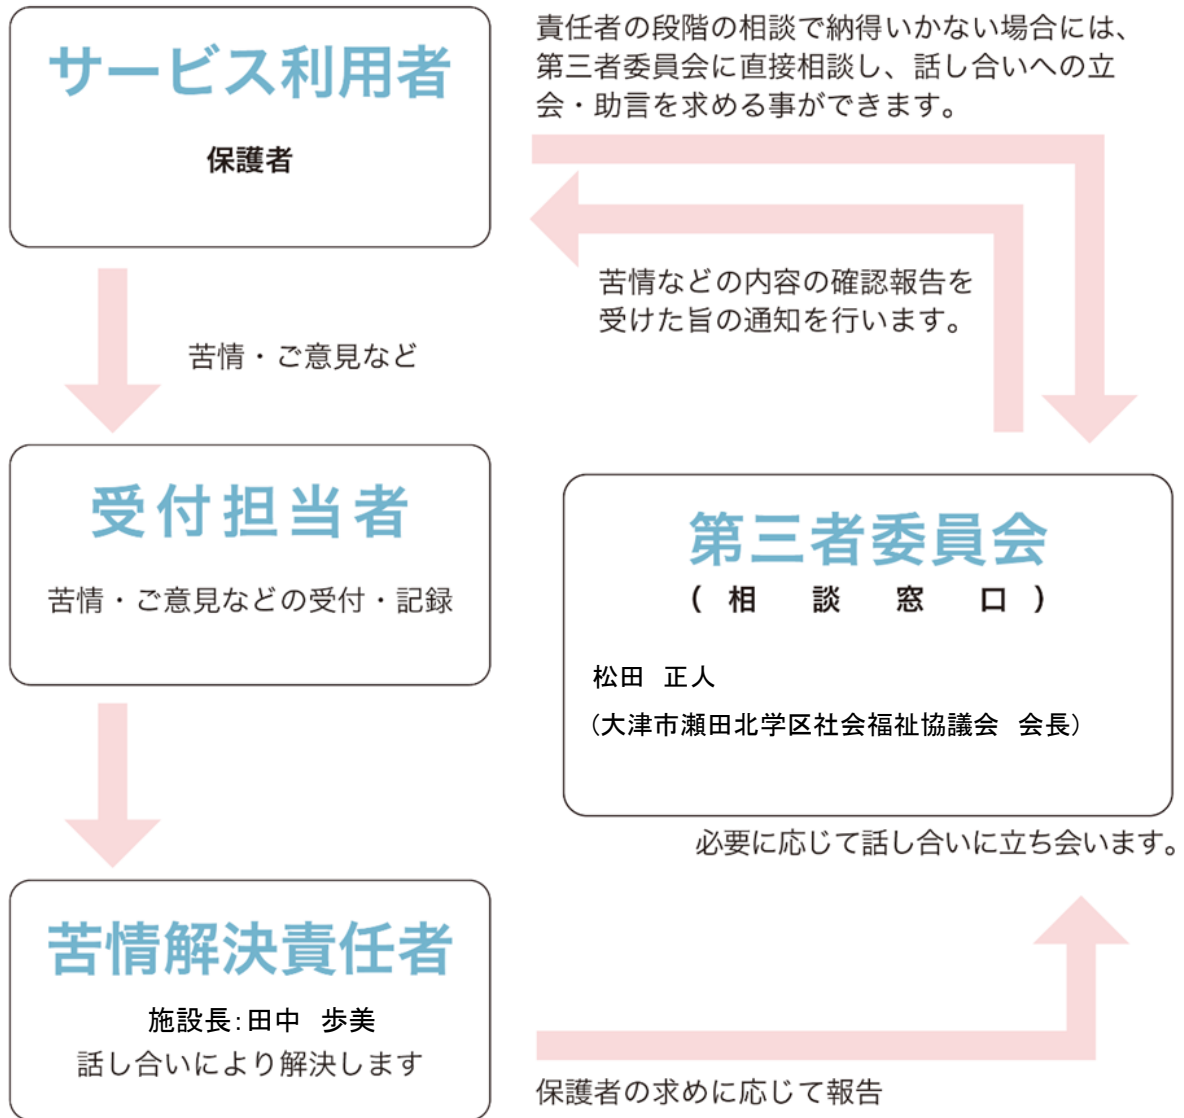 サービス利用者
保護者
責任者の段階の相談で納得いかない場合には、
第三者委員会に直接相談し、話し合いへの立
会・助言を求める事ができます。
苦情などの内容の確認報告を
受けた旨の通知を行います。
苦情・ご意見など
受付担当者
苦情・ご意見などの受付・記録
第三者委員会
(相談窓口)
松田 正人
(大津市瀬田北学区社会福祉協議会 会長)
必要に応じて話し合いに立ち会います。
苦情解決責任者
施設長:田中 歩美
話し合いにより解決します
保護者の求めに応じて報告